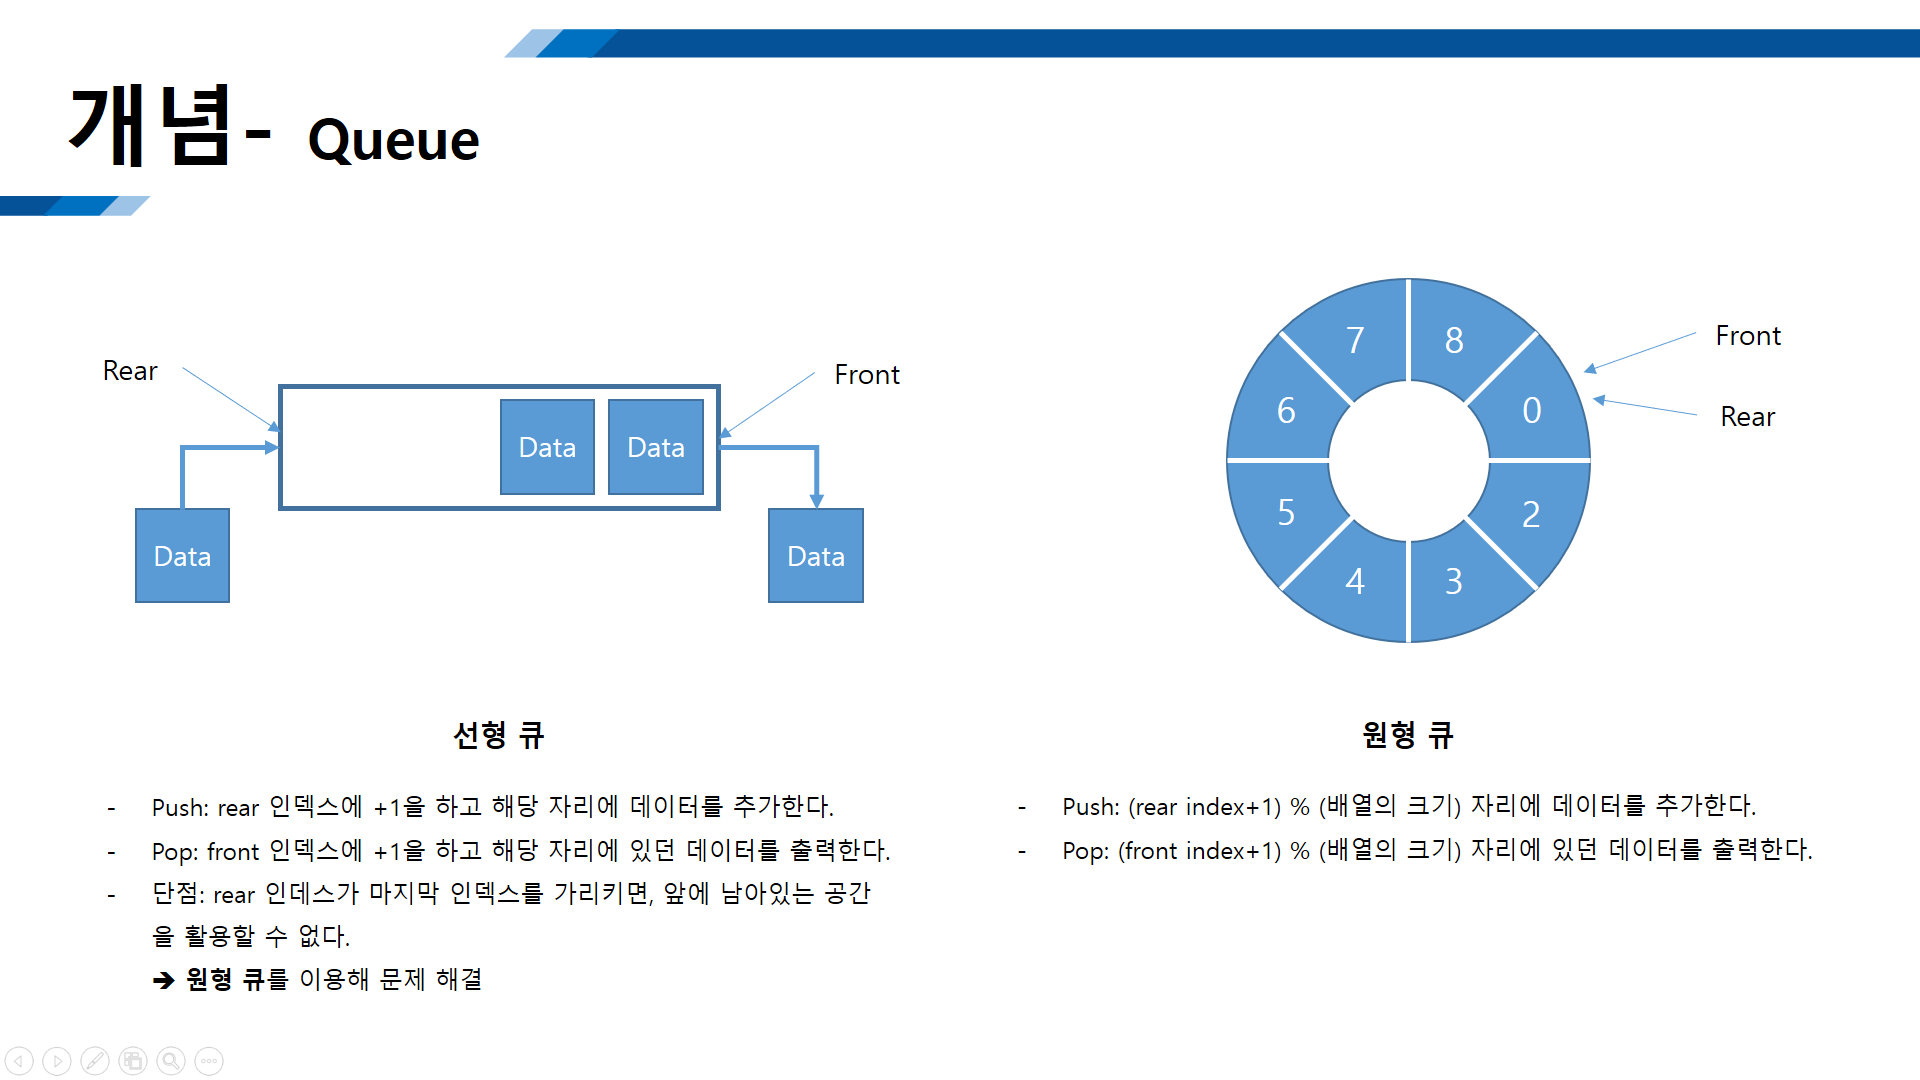 개념- Queue
Rear
Front
Data
Data
Data
Data
7
8
6
0
5
2
4
3
Front
Rear
선형 큐
- Push: rear 인덱스에 +1을 하고 해당 자리에 데이터를 추가한다.
- Pop: front 인덱스에 +1을 하고 해당 자리에 있던 데이터를 출력한다.
- 단점: rear 인데스가 마지막 인덱스를 가리키면, 앞에 남아있는 공간
을 활용할 수 없다.
➔ 원형 큐를 이용해 문제 해결
원형 큐
- Push: (rear index+1) % (배열의 크기) 자리에 데이터를 추가한다.
- Pop: (front index+1) % (배열의 크기) 자리에 있던 데이터를 출력한다.